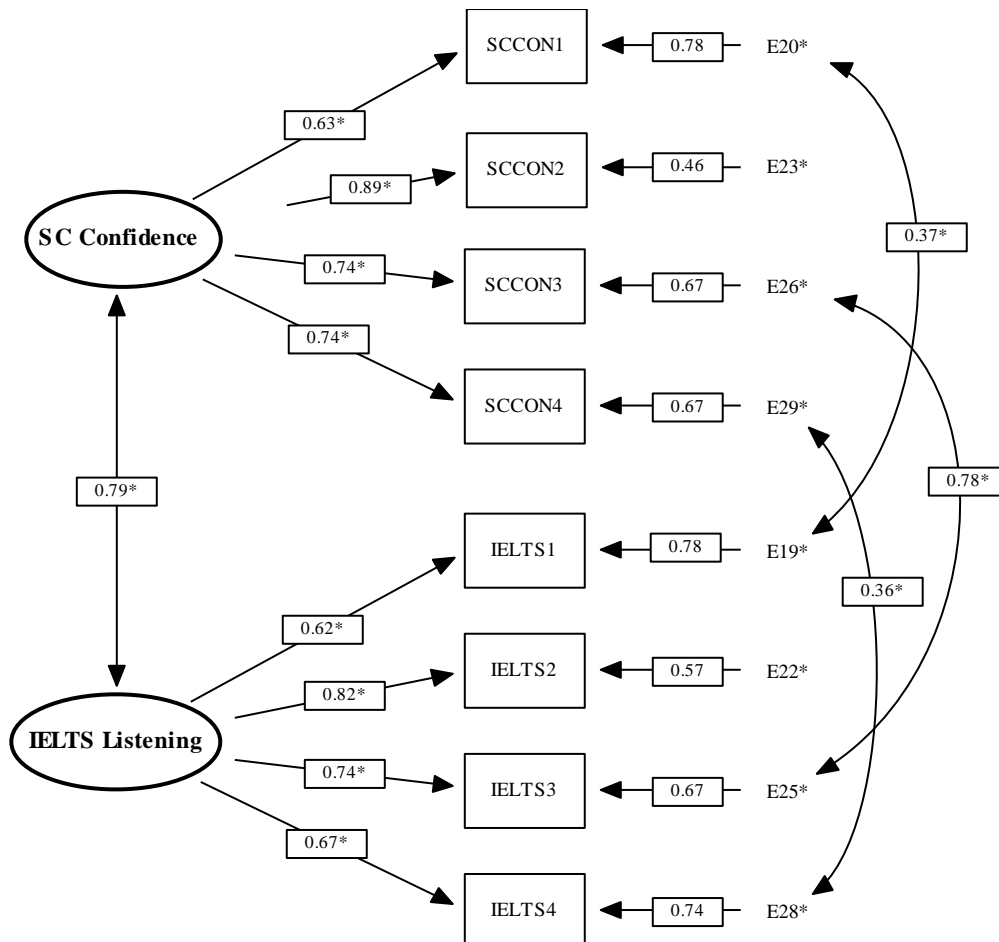 SCCON1
0.78
E20*
0.63*
SCCON2
0.46
E23*
0.89*
SC Confidence
0.37*
0.74*
SCCON3
0.67
E26*
0.74*
SCCON4
0.67
E29*
0.79*
0.78*
IELTS1
0.78
E19*
0.36*
0.62*
IELTS2
0.57
E22*
0.82*
IELTS Listening
0.74*
IELTS3
0.67
E25*
0.67*
IELTS4
0.74
E28*